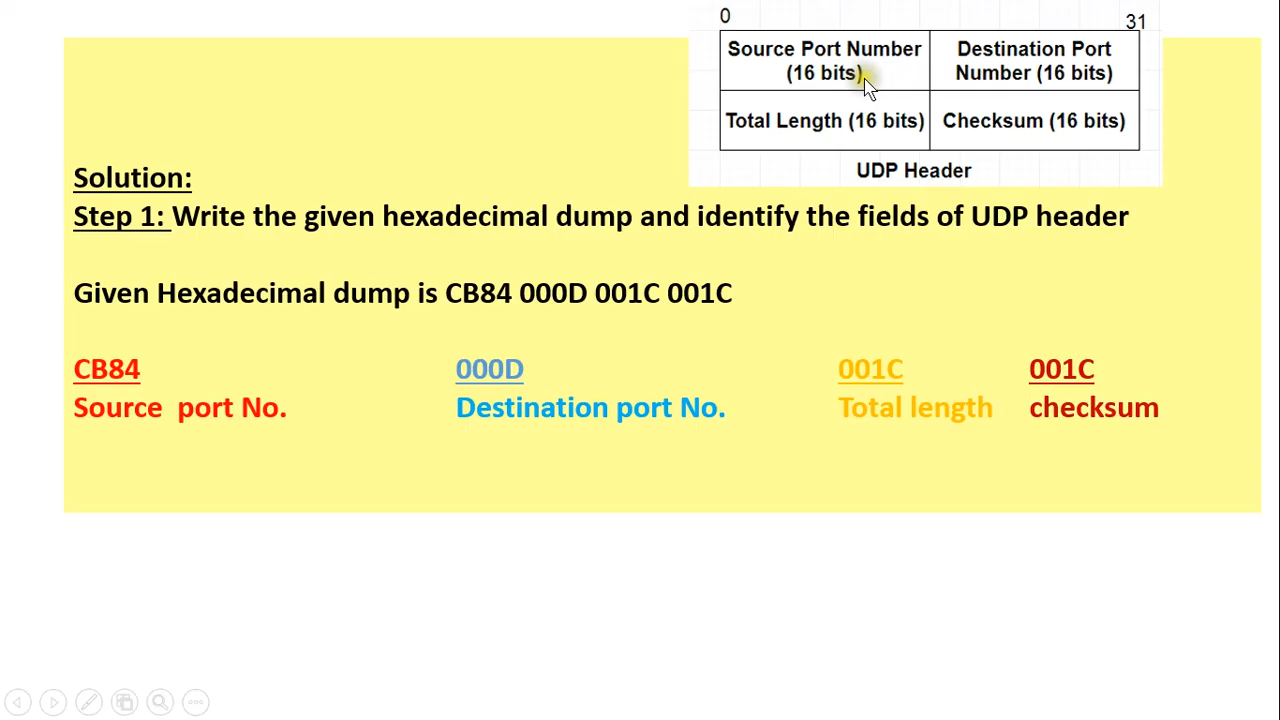 0
31
Source Port Number
(16 bits)
Destination Port
Number (16 bits)
Total Length (16 bits)
Checksum (16 bits)
UDP Header
Solution:
Step 1: Write the given hexadecimal dump and identify the fields of UDP header
Given Hexadecimal dump is CB84 000D 001C 001C
CB84 000D 001C 001C
Source port No. Destination port No. Total length checksum